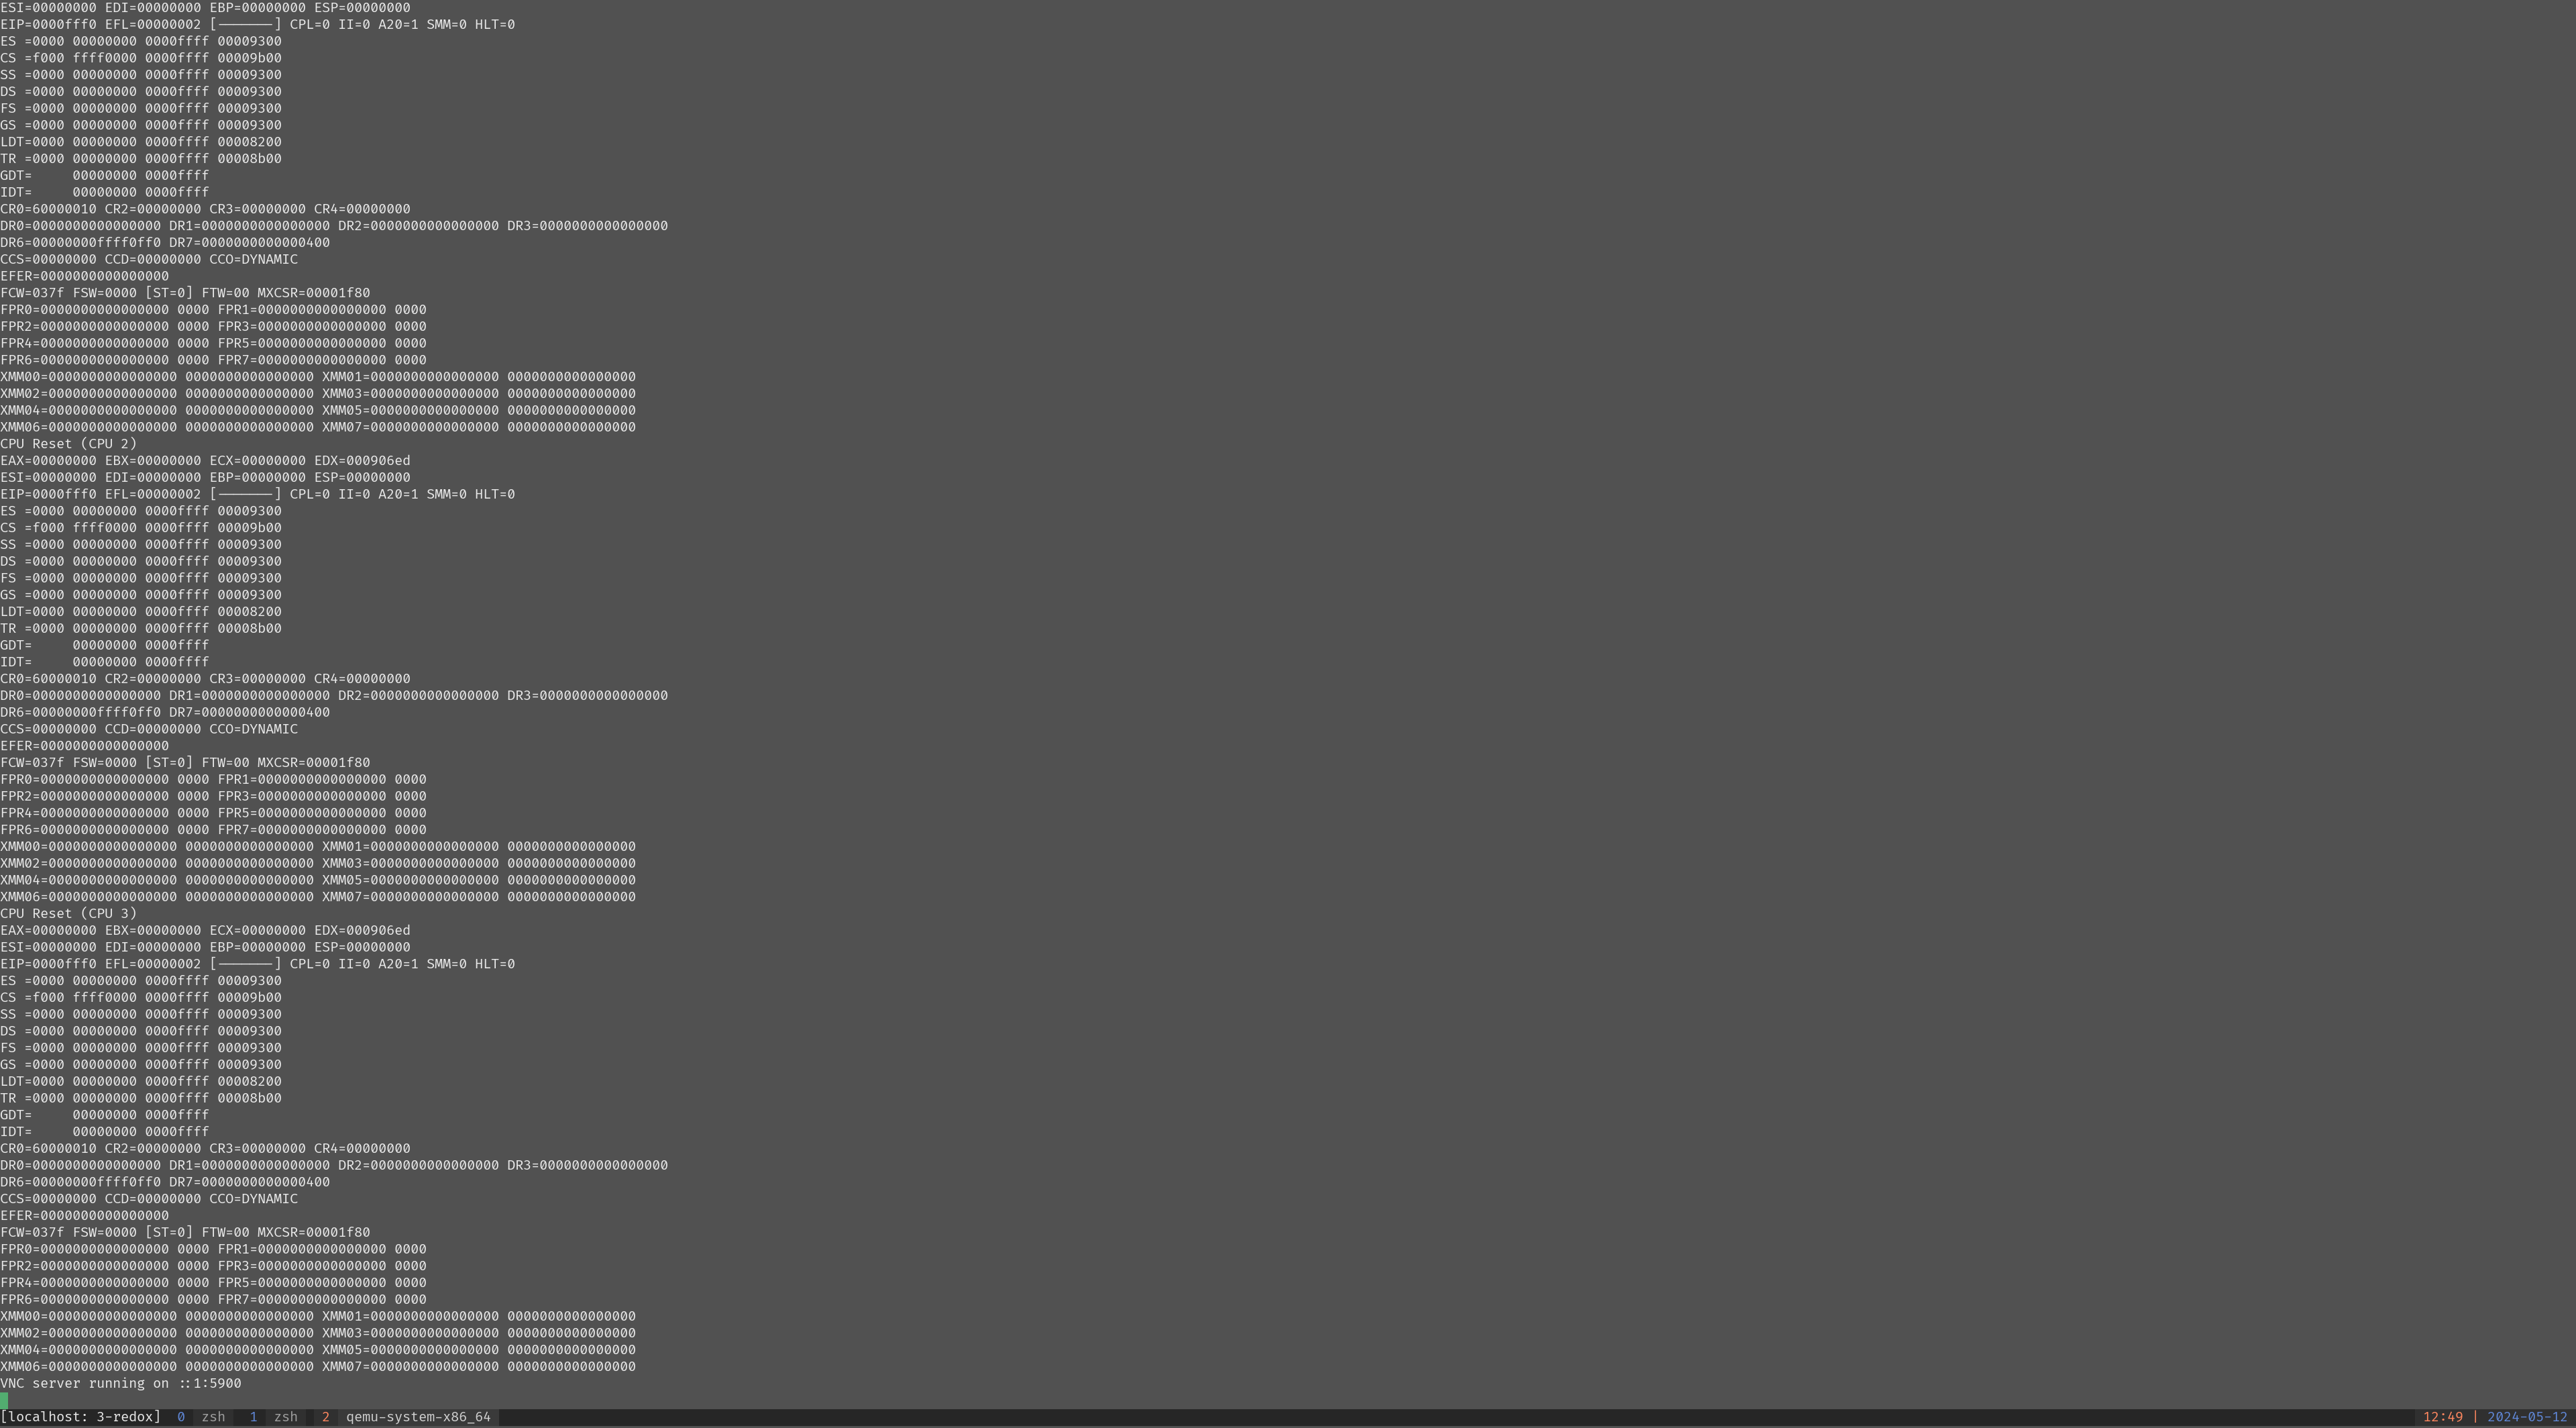 ESI=00000000 EDI=00000000 EBP=00000000 ESP=00000000
EIP=0000fff0 EFL=00000002 [-------] CPL=0 II=0 A20=1 SMM=0 HLT=0
ES =0000 00000000 0000ffff 00009300
CS =f000 ffff0000 0000ffff 00009b00
SS =0000 00000000 0000ffff 00009300
DS =0000 00000000 0000ffff 00009300
FS =0000 00000000 0000ffff 00009300
GS =0000 00000000 0000ffff 00009300
LDT=0000 00000000 0000ffff 00008200
TR =0000 00000000 0000ffff 00008b00
GDT=     00000000 0000ffff
IDT=     00000000 0000ffff
CR0=60000010 CR2=00000000 CR3=00000000 CR4=00000000
DR0=0000000000000000 DR1=0000000000000000 DR2=0000000000000000 DR3=0000000000000000
DR6=00000000ffff0ff0 DR7=0000000000000400
CCS=00000000 CCD=00000000 CCO=DYNAMIC
EFER=0000000000000000
FCW=037f FSW=0000 [ST=0] FTW=00 MXCSR=00001f80
FPR0=0000000000000000 0000 FPR1=0000000000000000 0000
FPR2=0000000000000000 0000 FPR3=0000000000000000 0000
FPR4=0000000000000000 0000 FPR5=0000000000000000 0000
FPR6=0000000000000000 0000 FPR7=0000000000000000 0000
XMM00=0000000000000000 0000000000000000 XMM01=0000000000000000 0000000000000000
XMM02=0000000000000000 0000000000000000 XMM03=0000000000000000 0000000000000000
XMM04=0000000000000000 0000000000000000 XMM05=0000000000000000 0000000000000000
XMM06=0000000000000000 0000000000000000 XMM07=0000000000000000 0000000000000000
CPU Reset (CPU 2)
EAX=00000000 EBX=00000000 ECX=00000000 EDX=000906ed
ESI=00000000 EDI=00000000 EBP=00000000 ESP=00000000
EIP=0000fff0 EFL=00000002 [-------] CPL=0 II=0 A20=1 SMM=0 HLT=0
ES =0000 00000000 0000ffff 00009300
CS =f000 ffff0000 0000ffff 00009b00
SS =0000 00000000 0000ffff 00009300
DS =0000 00000000 0000ffff 00009300
FS =0000 00000000 0000ffff 00009300
GS =0000 00000000 0000ffff 00009300
LDT=0000 00000000 0000ffff 00008200
TR =0000 00000000 0000ffff 00008b00
GDT=     00000000 0000ffff
IDT=     00000000 0000ffff
CR0=60000010 CR2=00000000 CR3=00000000 CR4=00000000
DR0=0000000000000000 DR1=0000000000000000 DR2=0000000000000000 DR3=0000000000000000
DR6=00000000ffff0ff0 DR7=0000000000000400
CCS=00000000 CCD=00000000 CCO=DYNAMIC
EFER=0000000000000000
FCW=037f FSW=0000 [ST=0] FTW=00 MXCSR=00001f80
FPR0=0000000000000000 0000 FPR1=0000000000000000 0000
FPR2=0000000000000000 0000 FPR3=0000000000000000 0000
FPR4=0000000000000000 0000 FPR5=0000000000000000 0000
FPR6=0000000000000000 0000 FPR7=0000000000000000 0000
XMM00=0000000000000000 0000000000000000 XMM01=0000000000000000 0000000000000000
XMM02=0000000000000000 0000000000000000 XMM03=0000000000000000 0000000000000000
XMM04=0000000000000000 0000000000000000 XMM05=0000000000000000 0000000000000000
XMM06=0000000000000000 0000000000000000 XMM07=0000000000000000 0000000000000000
CPU Reset (CPU 3)
EAX=00000000 EBX=00000000 ECX=00000000 EDX=000906ed
ESI=00000000 EDI=00000000 EBP=00000000 ESP=00000000
EIP=0000fff0 EFL=00000002 [-------] CPL=0 II=0 A20=1 SMM=0 HLT=0
ES =0000 00000000 0000ffff 00009300
CS =f000 ffff0000 0000ffff 00009b00
SS =0000 00000000 0000ffff 00009300
DS =0000 00000000 0000ffff 00009300
FS =0000 00000000 0000ffff 00009300
GS =0000 00000000 0000ffff 00009300
LDT=0000 00000000 0000ffff 00008200
TR =0000 00000000 0000ffff 00008b00
GDT=     00000000 0000ffff
IDT=     00000000 0000ffff
CR0=60000010 CR2=00000000 CR3=00000000 CR4=00000000
DR0=0000000000000000 DR1=0000000000000000 DR2=0000000000000000 DR3=0000000000000000
DR6=00000000ffff0ff0 DR7=0000000000000400
CCS=00000000 CCD=00000000 CCO=DYNAMIC
EFER=0000000000000000
FCW=037f FSW=0000 [ST=0] FTW=00 MXCSR=00001f80
FPR0=0000000000000000 0000 FPR1=0000000000000000 0000
FPR2=0000000000000000 0000 FPR3=0000000000000000 0000
FPR4=0000000000000000 0000 FPR5=0000000000000000 0000
FPR6=0000000000000000 0000 FPR7=0000000000000000 0000
XMM00=0000000000000000 0000000000000000 XMM01=0000000000000000 0000000000000000
XMM02=0000000000000000 0000000000000000 XMM03=0000000000000000 0000000000000000
XMM04=0000000000000000 0000000000000000 XMM05=0000000000000000 0000000000000000
XMM06=0000000000000000 0000000000000000 XMM07=0000000000000000 0000000000000000
VNC server running on ::1:5900
[localhost: 3-redox] 0 zsh 1 zsh 2 qemu-system-x86_64 12:49 | 2024-05-12